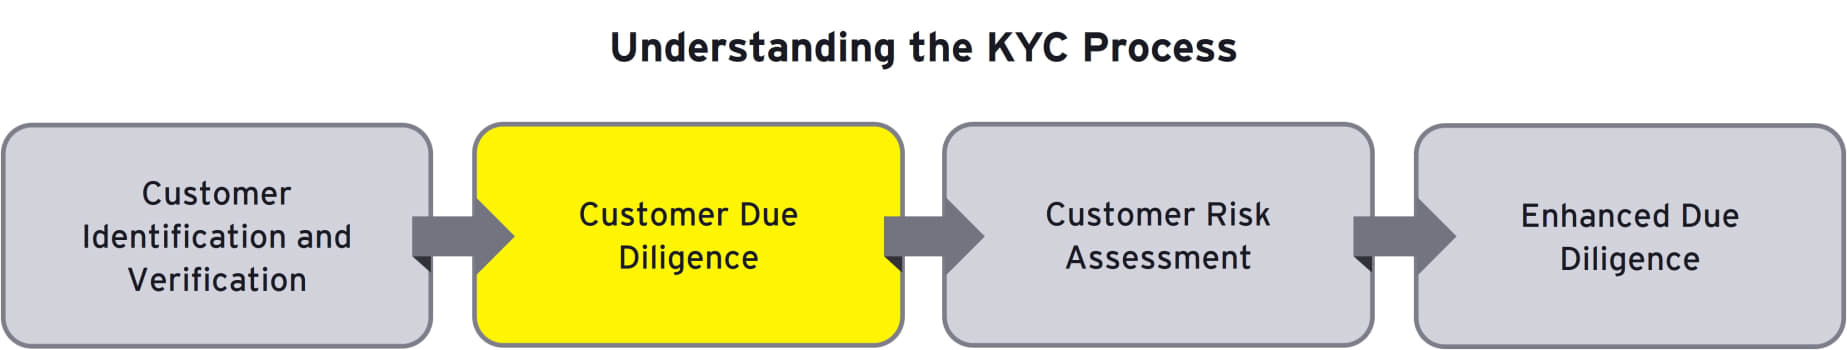 Understanding the KYC Process
Customer
Identification and
Verification
Customer Due
Diligence
Customer Risk
Assessment
Enhanced Due
Diligence